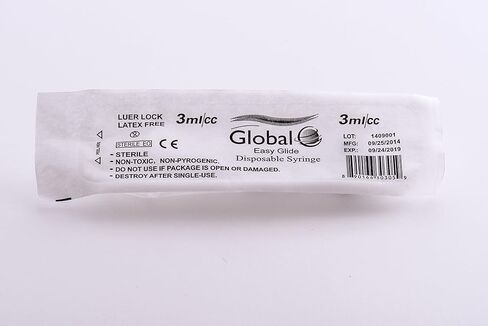 LUER LOCK
LATEX FREE
3ml/cc
STERILE EO
CE
- STERILE
- NON-TOXIC, NON-PYROGENIC.
- DO NOT USE IF PACKAGE IS OPEN OR DAMAGED.
- DESTROY AFTER SINGLE-USE.
Global
Easy Glide
Disposable Syringe
3ml/cc
LOT: 1409001
MFG: 09/25/2014
EXP.: 09/24/2019